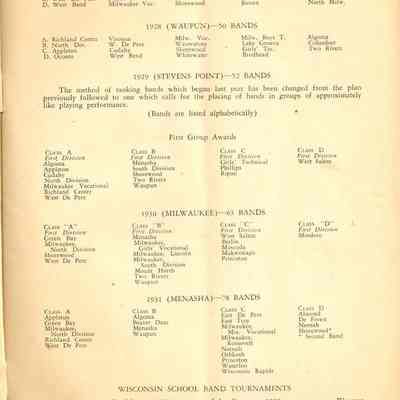 D. West Bend Milwaukee Voc. Shorewood Berlin North Milw.
1928 (WAUPUN)—50 BANDS
A. Richland Center Viroqua Milw. Voc. Milw. Boys T. Algoma
B. North Div. W. De Pere Wauwatosa Lake Geneva Columbus
C. Appleton Cudahy Shorewood Girls' Tec. Two Rivers
D. Oconto West Bend Whitewater Brodhead
1929 (STEVENS POINT)—52 BANDS
The method of ranking bands which began last year has been changed from the plan
previously followed to one which calls for the placing of bands in groups of approximately
like playing performance.
(Bands are listed alphabetically)
First Group Awards
CLASS A
First Division
Algoma
Appleton
Cudahy
North Division
Milwaukee Vocational
Richland Center
West De Pere
CLASS B
First Division
Menasha
South Division
Shorewood
Two Rivers
Waupun
CLASS C
First Division
Girls' Technical
Phillips
Ripon
CLASS D
First Division
West Salem
1930 (MILWAUKEE)—63 BANDS
CLASS "A"
First Division
Green Bay
Milwaukee,
North Division
Shorewood
West De Pere
CLASS "B"
First Division
Menasha
Milwaukee,
Girls' Vocational
Milwaukee, Lincoln
Milwaukee,
South Division
Mount Horeb
Two Rivers
Waupun
CLASS "C"
First Division
West Salem
Berlin
Mosinee
Mukwonago
Princeton
CLASS "D"
First Division
Mondovi
1931 (MENASHA)—78 BANDS
CLASS A
Appleton
Green Bay
Milwaukee,
North Division
Richland Center
West De Pere
CLASS B
Algoma
Beaver Dam
Menasha
Waupun
CLASS C
East De Pere
East Troy
Milwaukee,
Mil. Vocational
Milwaukee,
Roosevelt
Neenah
Oshkosh
Princeton
Waterloo
Wisconsin Rapids
CLASS D
Almond
De Forest
Neenah
Shorewood*
* Second Band
WISCONSIN SCHOOL BAND TOURNAMENTS